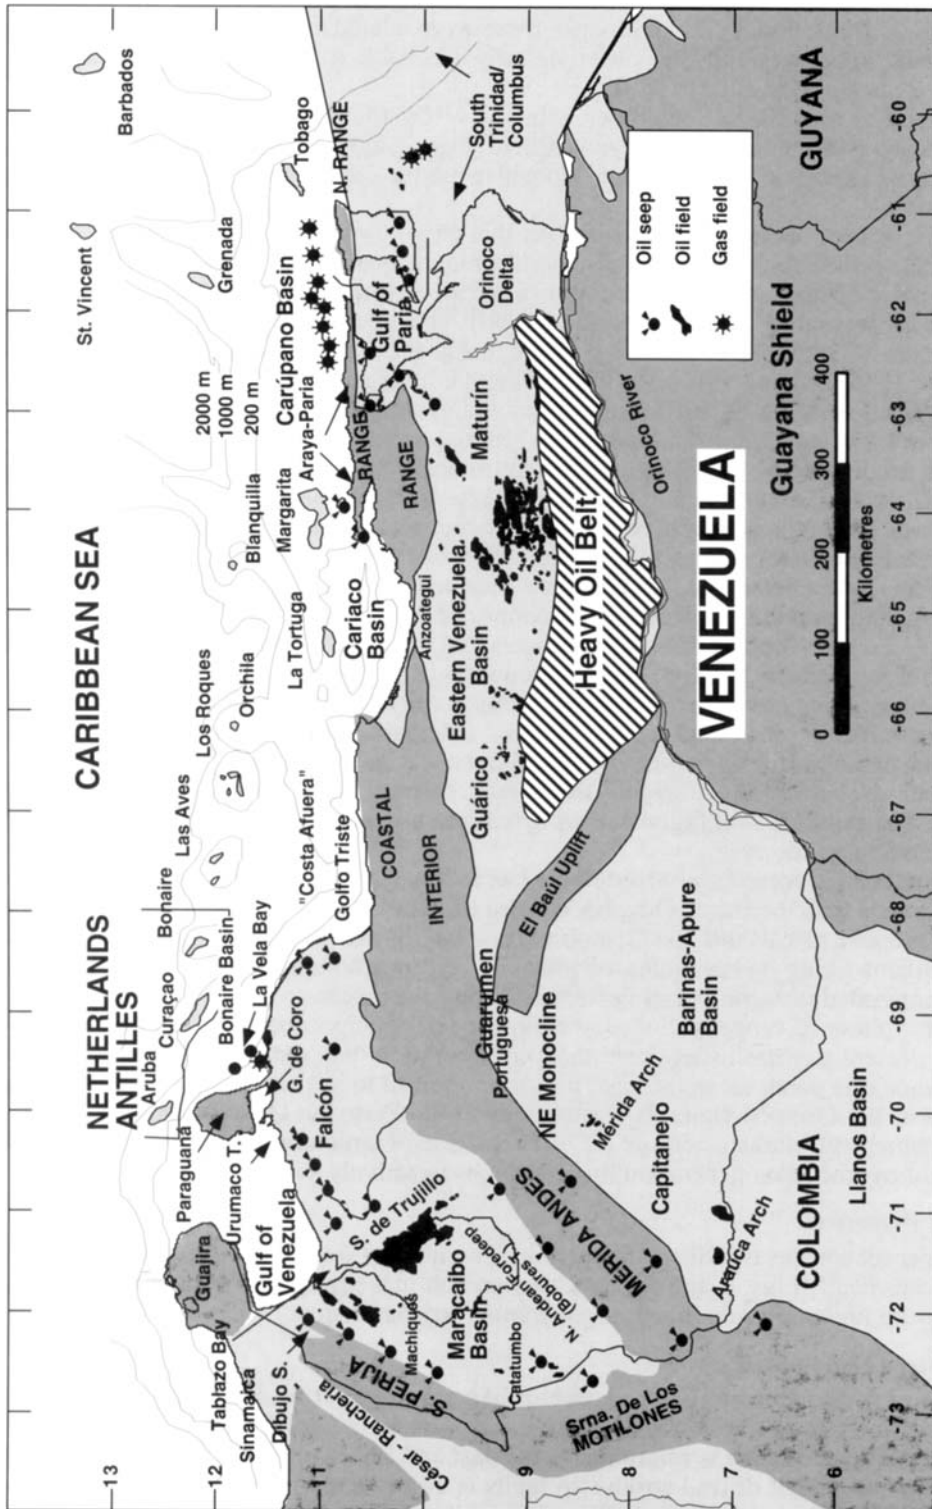 CARIBBEAN SEA
NETHERLANDS
ANTILLES
Aruba
Curaçao
Bonaire
Las Aves
Los Roques
Orchila
La Tortuga
Blanquilla
Margarita
2000 m
1000 m
200 m
St. Vincent
Grenada
Barbados
Tobago
Carúpano Basin
Araya-Paria
N. RANGE
Gulf of
Paria
South
Trinidad/
Columbus
Orinoco
Delta
Paraguaná
Urumaco T.
Bonaire Basin
La Vela Bay
G. de Coro
"Costa Afuera"
Golfo Triste
Cariaco
Basin
RANGE
RANGE
COASTAL
INTERIOR
Anzoategui
Maturín
Eastern Venezuela
Basin
Guárico
Heavy Oil Belt
Guajira
Gulf of
Venezuela
Tablazo Bay
Sinamaica
Dibujo S.
Falcón
S. de Trujillo
Maracaibo
Basin
Machiques
Catatumbo
N. Andean Foredeep
(Bobures T.)
S. PERIJÁ
César - Ranchería
Srna. De Los
MOTILONES
MÉRIDA ANDES
Guarumen
Portuguesa
NE Monocline
El Baúl Uplift
Mérida Arch
Capitanejo
Barinas-Apure
Basin
Arauca Arch
COLOMBIA
Llanos Basin
VENEZUELA
Orinoco River
Guayana Shield
GUYANA
Oil seep
Oil field
Gas field
0
100
200
300
400
Kilometres
13
12
11
9
8
7
6
-73
-72
-71
-70
-69
-68
-67
-66
-65
-64
-63
-62
-61
-60